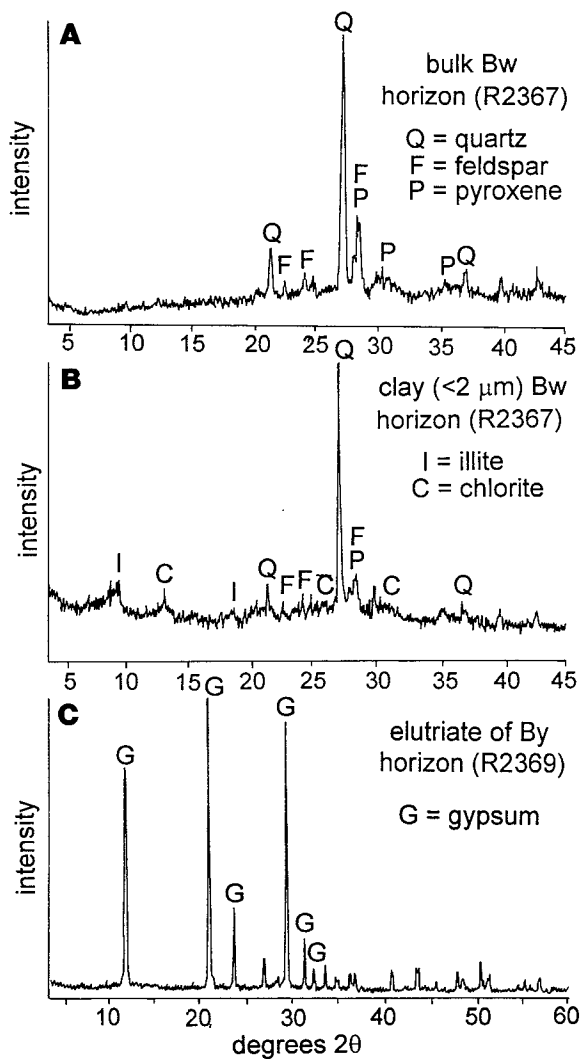 A
Q
bulk Bw
horizon (R2367)
Q = quartz
F = feldspar
P = pyroxene
F
P
Q
F
F
P
P
Q
intensity
5 10 15 20 25 30 35 40 45
B
Q
clay (<2 μm) Bw
horizon (R2367)
I = illite
C = chlorite
F
P
I
C
I
Q
F
F
C
C
Q
intensity
5 10 15 20 25 30 35 40 45
C
G
G
G
elutriate of By
horizon (R2369)
G = gypsum
G
G
G
intensity
10 20 30 40 50 60
degrees 2θ